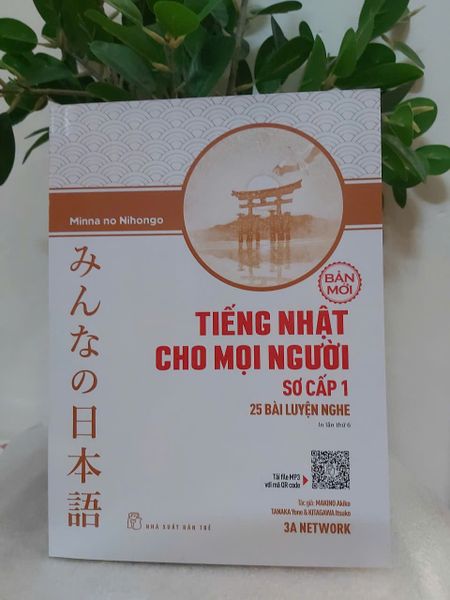 Minna no Nihongo
みんなの日本語
BẢN MỚI
TIẾNG NHẬT
CHO MỌI NGƯỜI
SƠ CẤP 1
25 BÀI LUYỆN NGHE
In lần thứ 6
Tải file MP3
với mã QR code
Tác giả: MAKINO Akiko
TANAKA Yone & KITAGAWA Itsuko
3A NETWORK
NHÀ XUẤT BẢN TRẺ